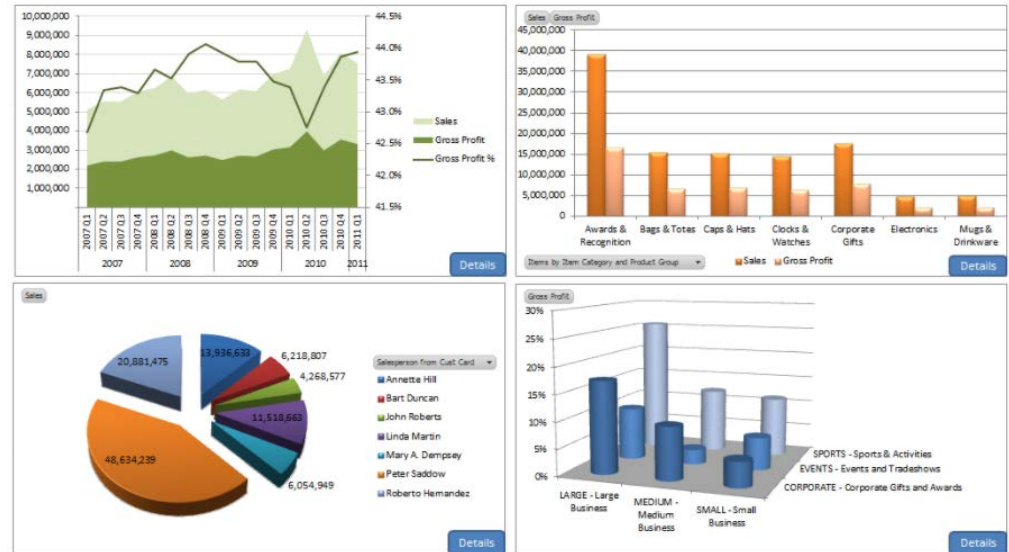 10,000,000
9,000,000
8,000,000
7,000,000
6,000,000
5,000,000
4,000,000
3,000,000
2,000,000
1,000,000
44.5%
44.0%
43.5%
43.0%
42.5%
42.0%
41.5%
Sales
Gross Profit
Gross Profit %
2007 Q1
2007 Q2
2007 Q3
2007 Q4
2008 Q1
2008 Q2
2008 Q3
2008 Q4
2009 Q1
2009 Q2
2009 Q3
2009 Q4
2010 Q1
2010 Q2
2010 Q3
2010 Q4
2011 Q1
2007 2008 2009 2010 2011
Details
Sales Gross Profit
45,000,000
40,000,000
35,000,000
30,000,000
25,000,000
20,000,000
15,000,000
10,000,000
5,000,000
0
Awards & Recognition
Bags & Totes
Caps & Hats
Clocks & Watches
Corporate Gifts
Electronics
Mugs & Drinkware
Items by Item Category and Product Group
Sales Gross Profit
Details
Sales
20,881,475
13,936,633
6,218,807
4,268,577
11,518,663
48,634,239
6,054,949
Salesperson from Cust Card
Annette Hill
Bart Duncan
John Roberts
Linda Martin
Mary A. Dempsey
Peter Saddow
Roberto Hernandez
Details
Gross Profit
30%
25%
20%
15%
10%
5%
0%
LARGE - Large Business
MEDIUM - Medium Business
SMALL - Small Business
SPORTS - Sports & Activities
EVENTS - Events and Tradeshows
CORPORATE - Corporate Gifts and Awards
Details